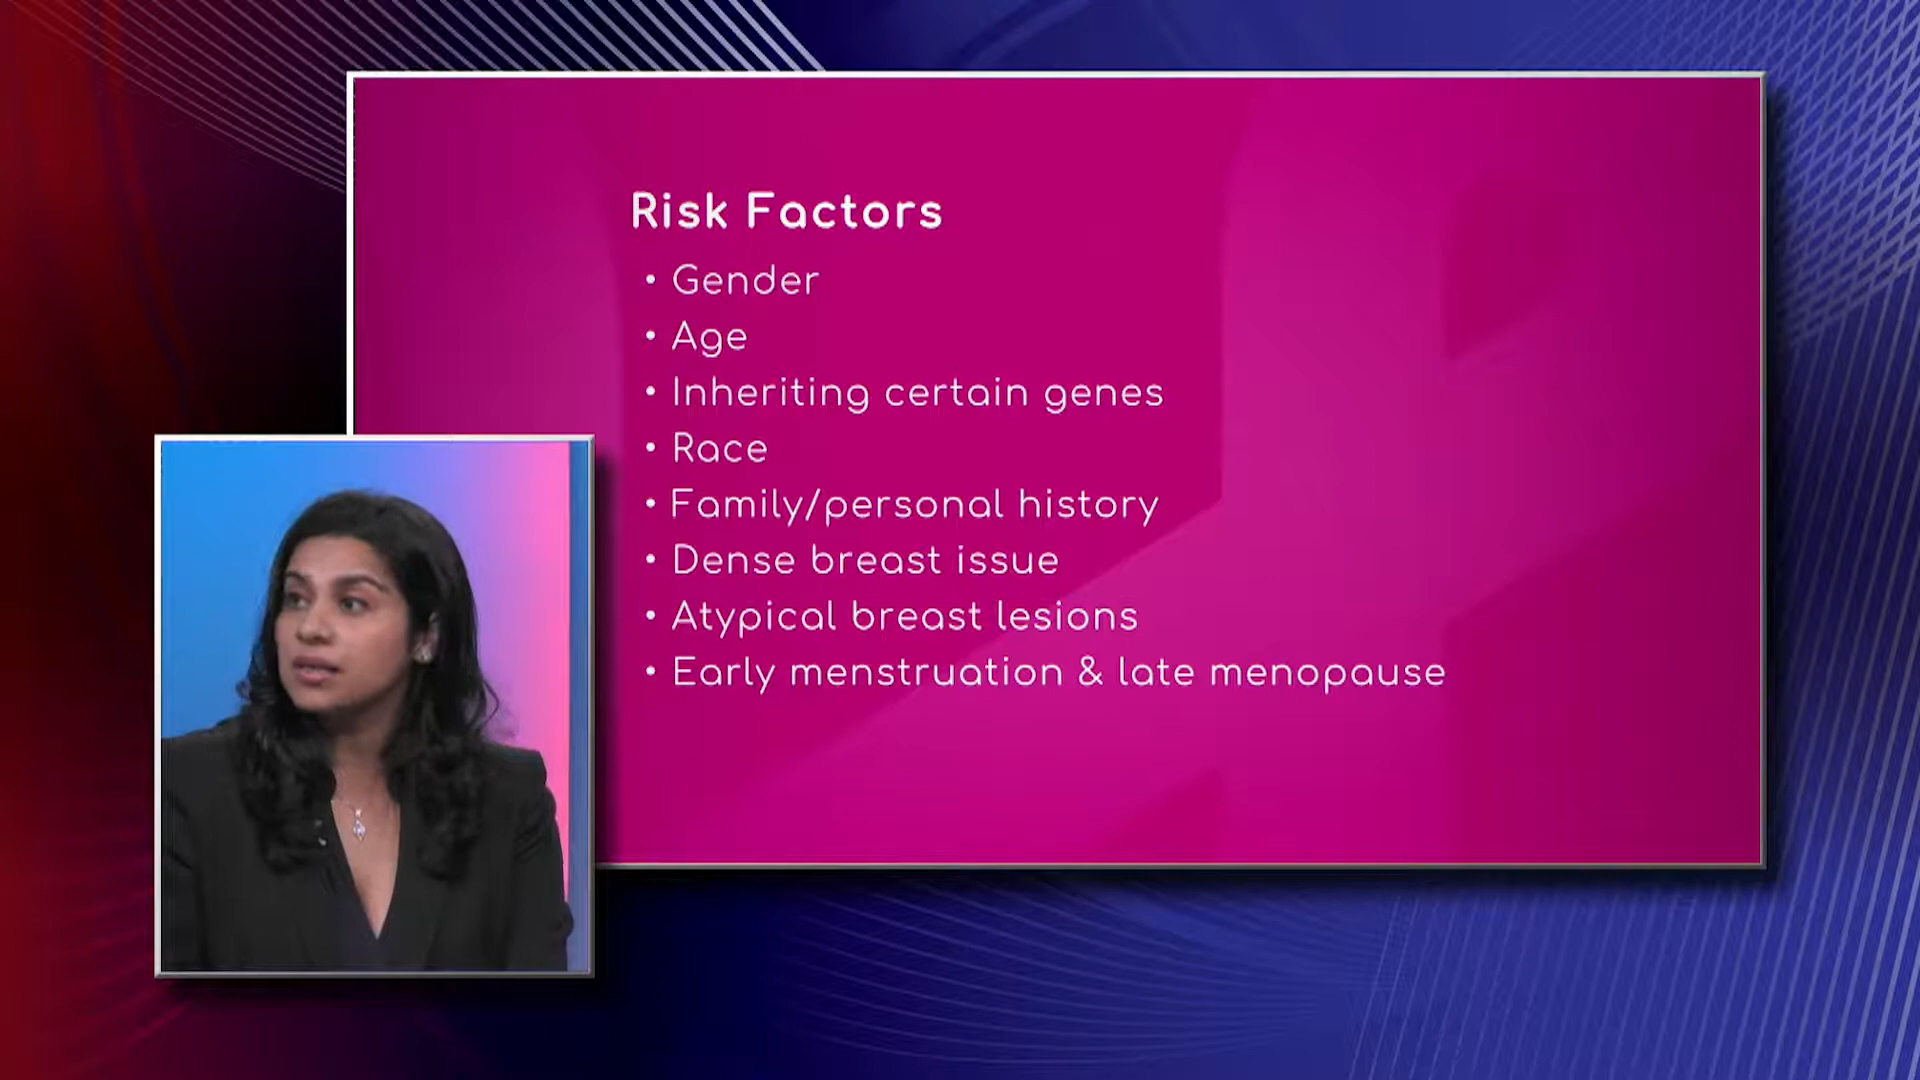 Risk Factors
• Gender
• Age
• Inheriting certain genes
• Race
• Family/personal history
• Dense breast issue
• Atypical breast lesions
• Early menstruation & late menopause